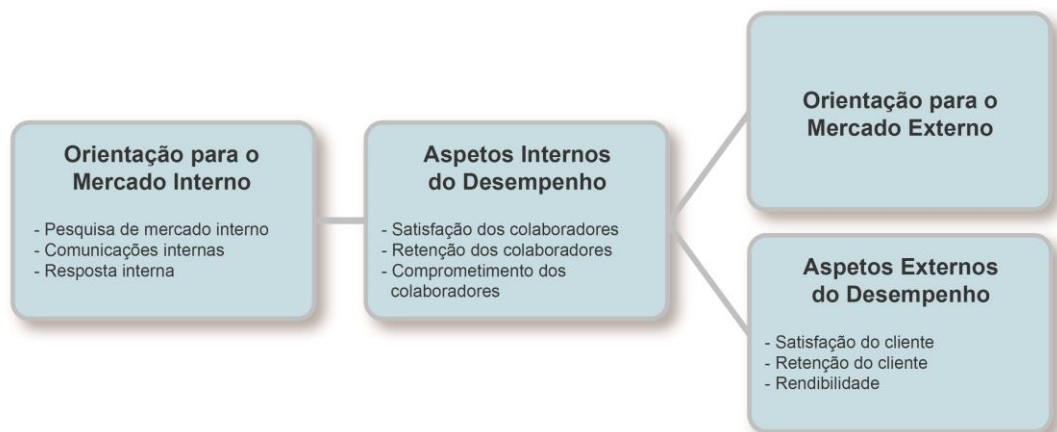 Orientação para o
Mercado Interno
- Pesquisa de mercado interno
- Comunicações internas
- Resposta interna
Aspetos Internos
do Desempenho
- Satisfação dos colaboradores
- Retenção dos colaboradores
- Comprometimento dos
colaboradores
Orientação para o
Mercado Externo
Aspetos Externos
do Desempenho
- Satisfação do cliente
- Retenção do cliente
- Rendibilidade